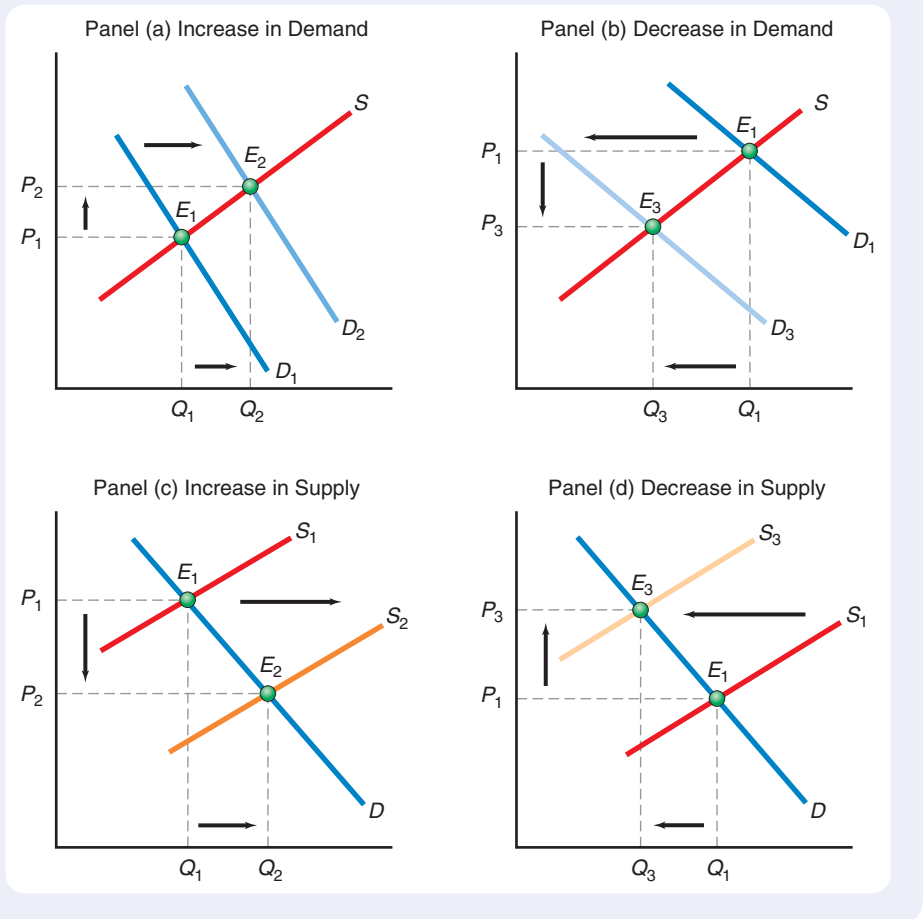 Panel (a) Increase in Demand
S
E2
P2
E1
P1
D2
D1
Q1 Q2
Panel (b) Decrease in Demand
S
E1
P1
E3
P3
D1
D3
Q3 Q1
Panel (c) Increase in Supply
S1
E1
P1
S2
E2
P2
D
Q1 Q2
Panel (d) Decrease in Supply
S3
E3
P3
S1
E1
P1
D
Q3 Q1